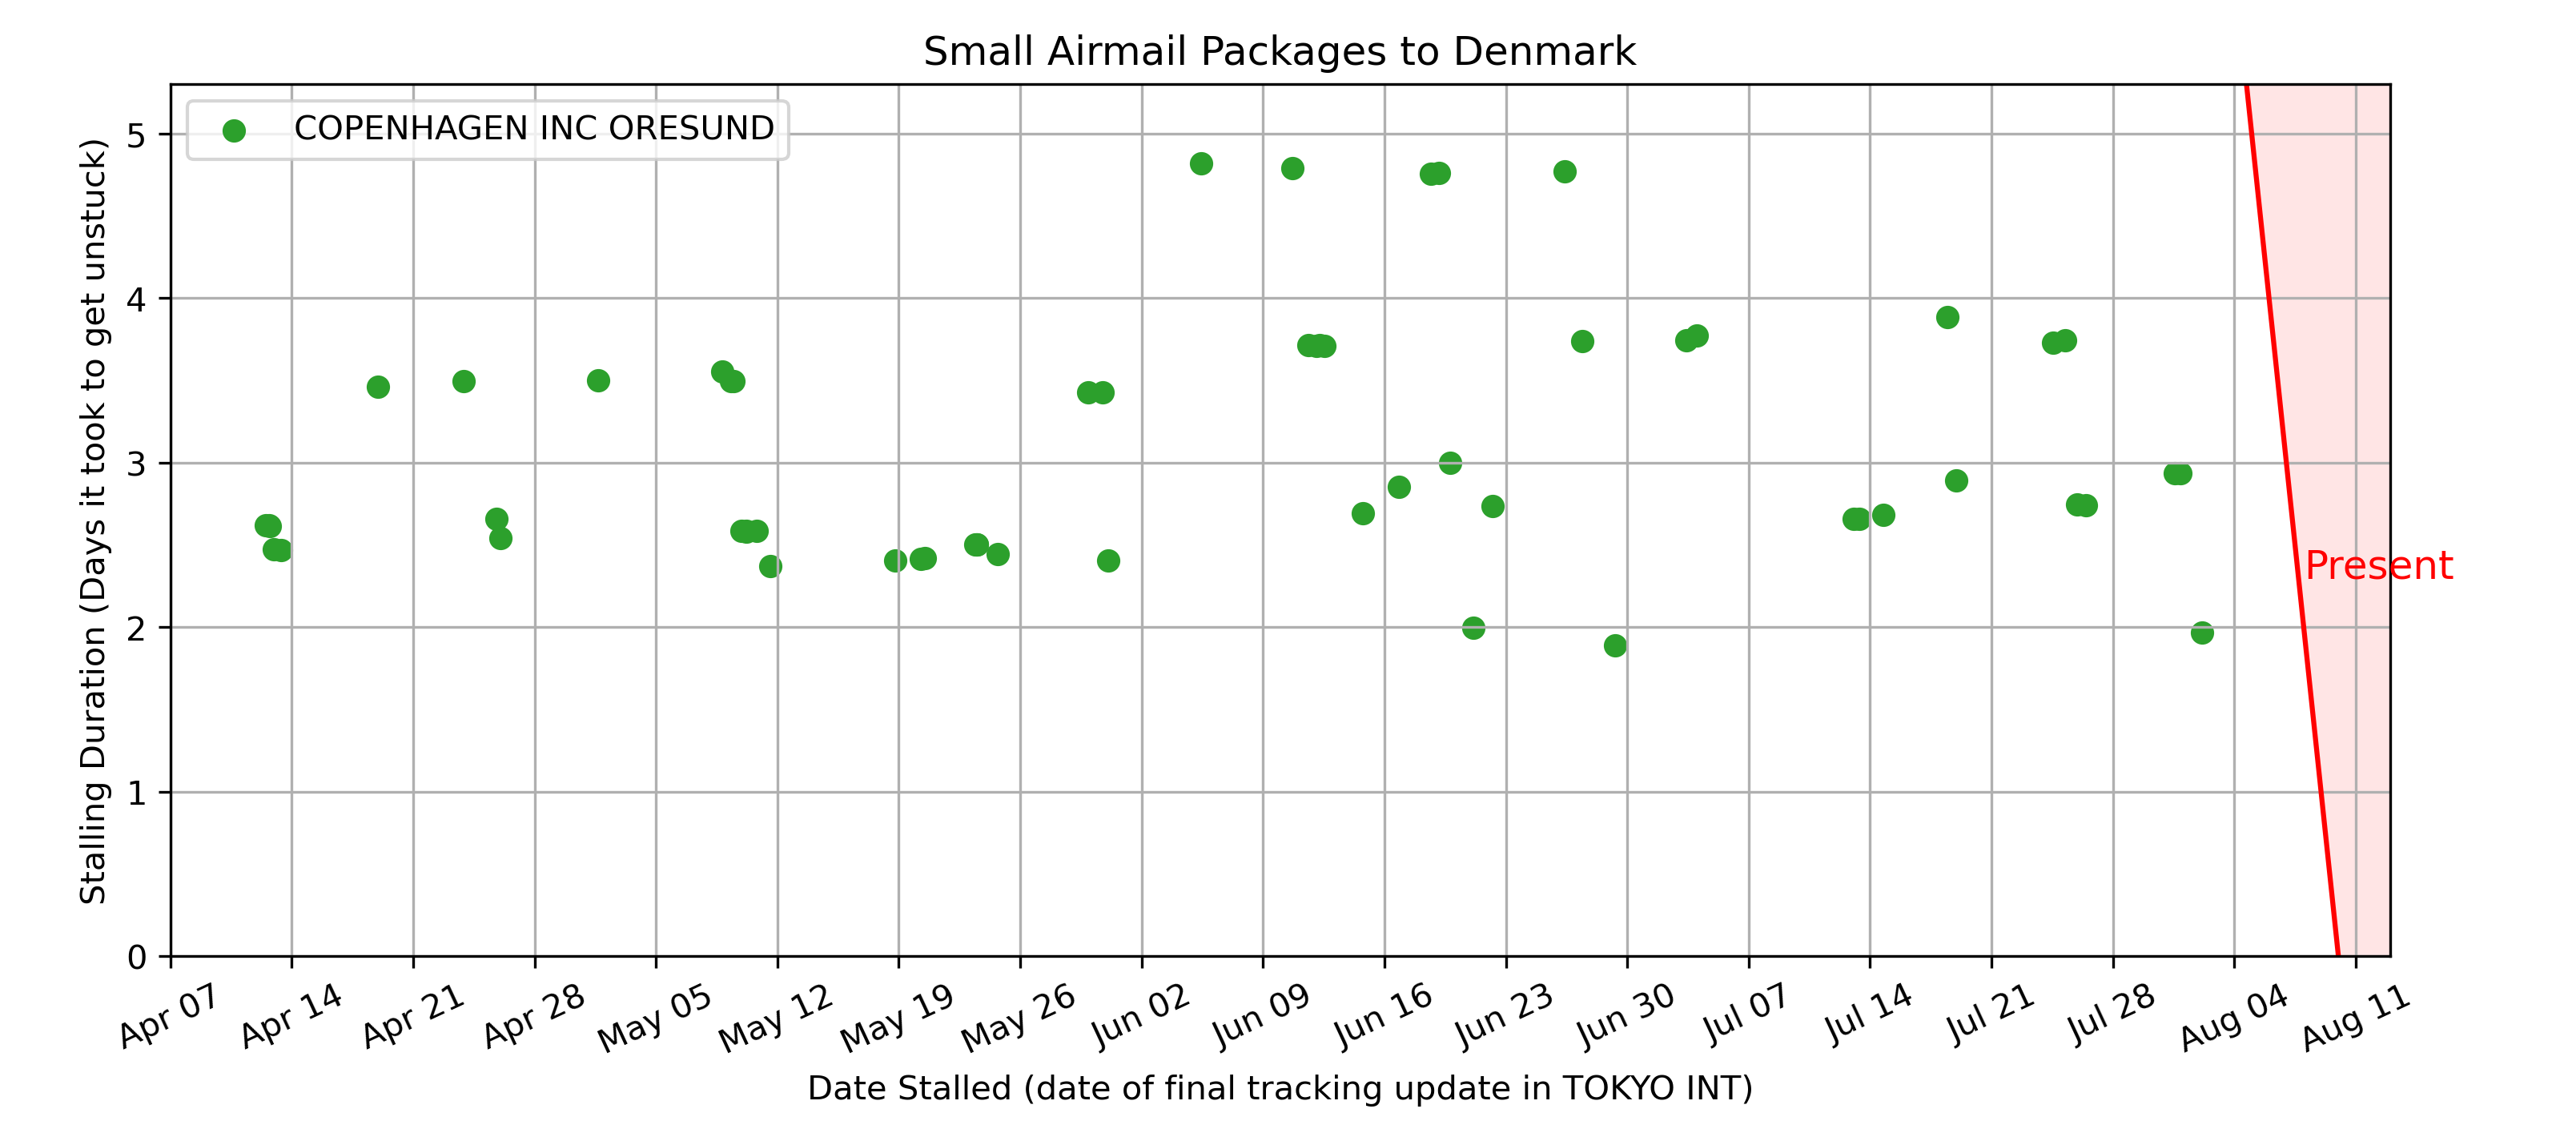 Small Airmail Packages to Denmark
COPENHAGEN INC ORESUND
Stalling Duration (Days it took to get unstuck)
5
4
3
2
1
0
Present
Apr 07
Apr 14
Apr 21
Apr 28
May 05
May 12
May 19
May 26
Jun 02
Jun 09
Jun 16
Jun 23
Jun 30
Jul 07
Jul 14
Jul 21
Jul 28
Aug 04
Aug 11
Date Stalled (date of final tracking update in TOKYO INT)